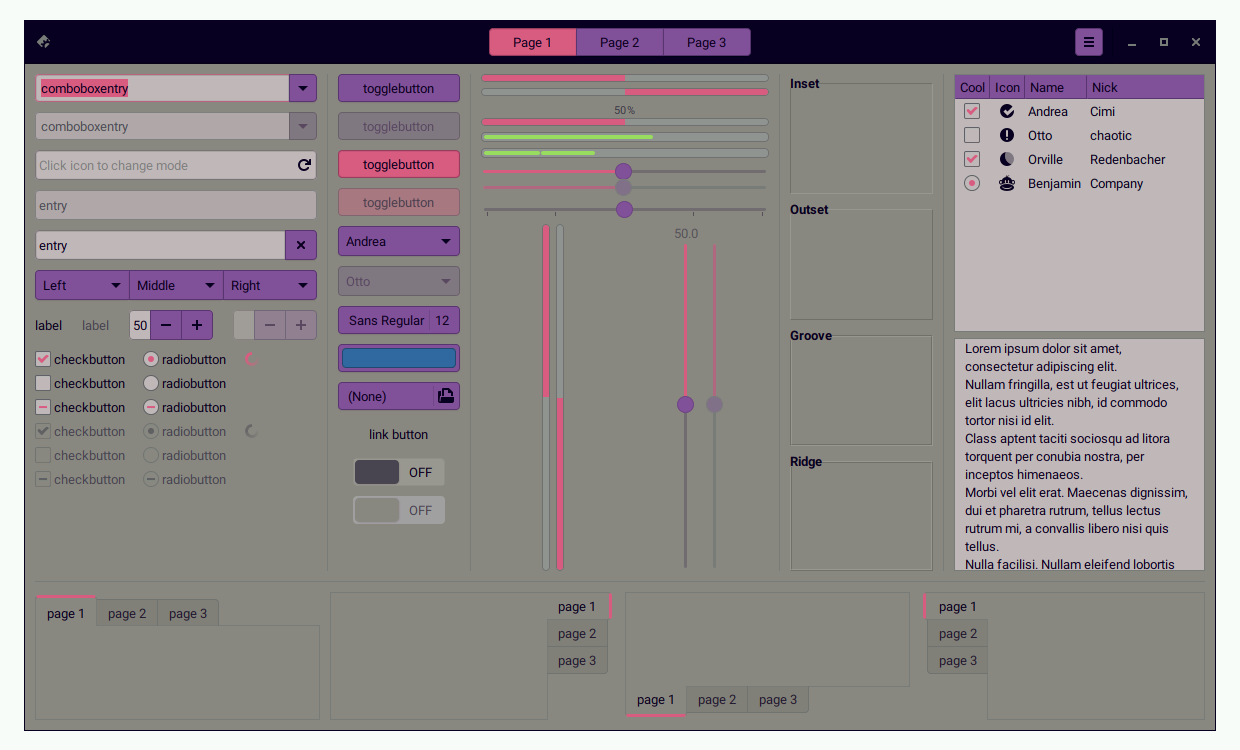 Page 1 Page 2 Page 3
comboboxentry
comboboxentry
Click icon to change mode
entry
entry
Left Middle Right
label label 50
checkbutton radiobutton
checkbutton radiobutton
checkbutton radiobutton
checkbutton radiobutton
checkbutton radiobutton
checkbutton radiobutton
togglebutton
togglebutton
togglebutton
togglebutton
Andrea
Otto
Sans Regular 12
(None)
link button
OFF
OFF
50%
50.0
Inset
Outset
Groove
Ridge
Cool Icon Name Nick
Andrea Cimi
Otto chaotic
Orville Redenbacher
Benjamin Company
Lorem ipsum dolor sit amet,
consectetur adipiscing elit.
Nullam fringilla, est ut feugiat ultrices,
elit lacus ultricies nibh, id commodo
tortor nisi id elit.
Class aptent taciti sociosqu ad litora
torquent per conubia nostra, per
inceptos himenaeos.
Morbi vel elit erat. Maecenas dignissim,
dui et pharetra rutrum, tellus lectus
rutrum mi, a convallis libero nisi quis
tellus.
Nulla facilisi. Nullam eleifend lobortis
page 1 page 2 page 3
page 1
page 2
page 3
page 1 page 2 page 3
page 1
page 2
page 3